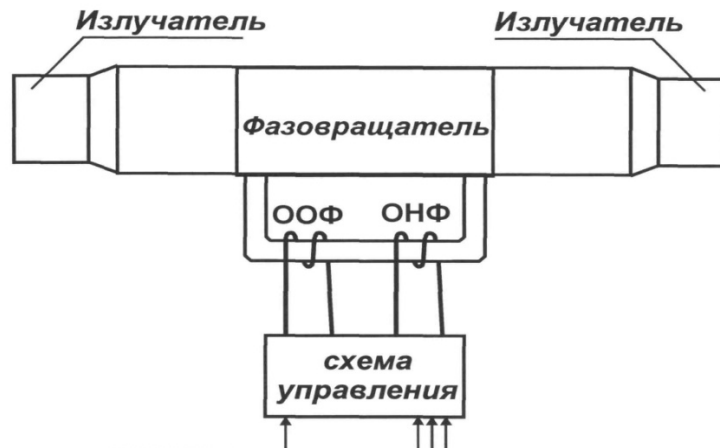 Излучатель
Излучатель
Фазовращатель
ООФ ОНФ
схема
управления